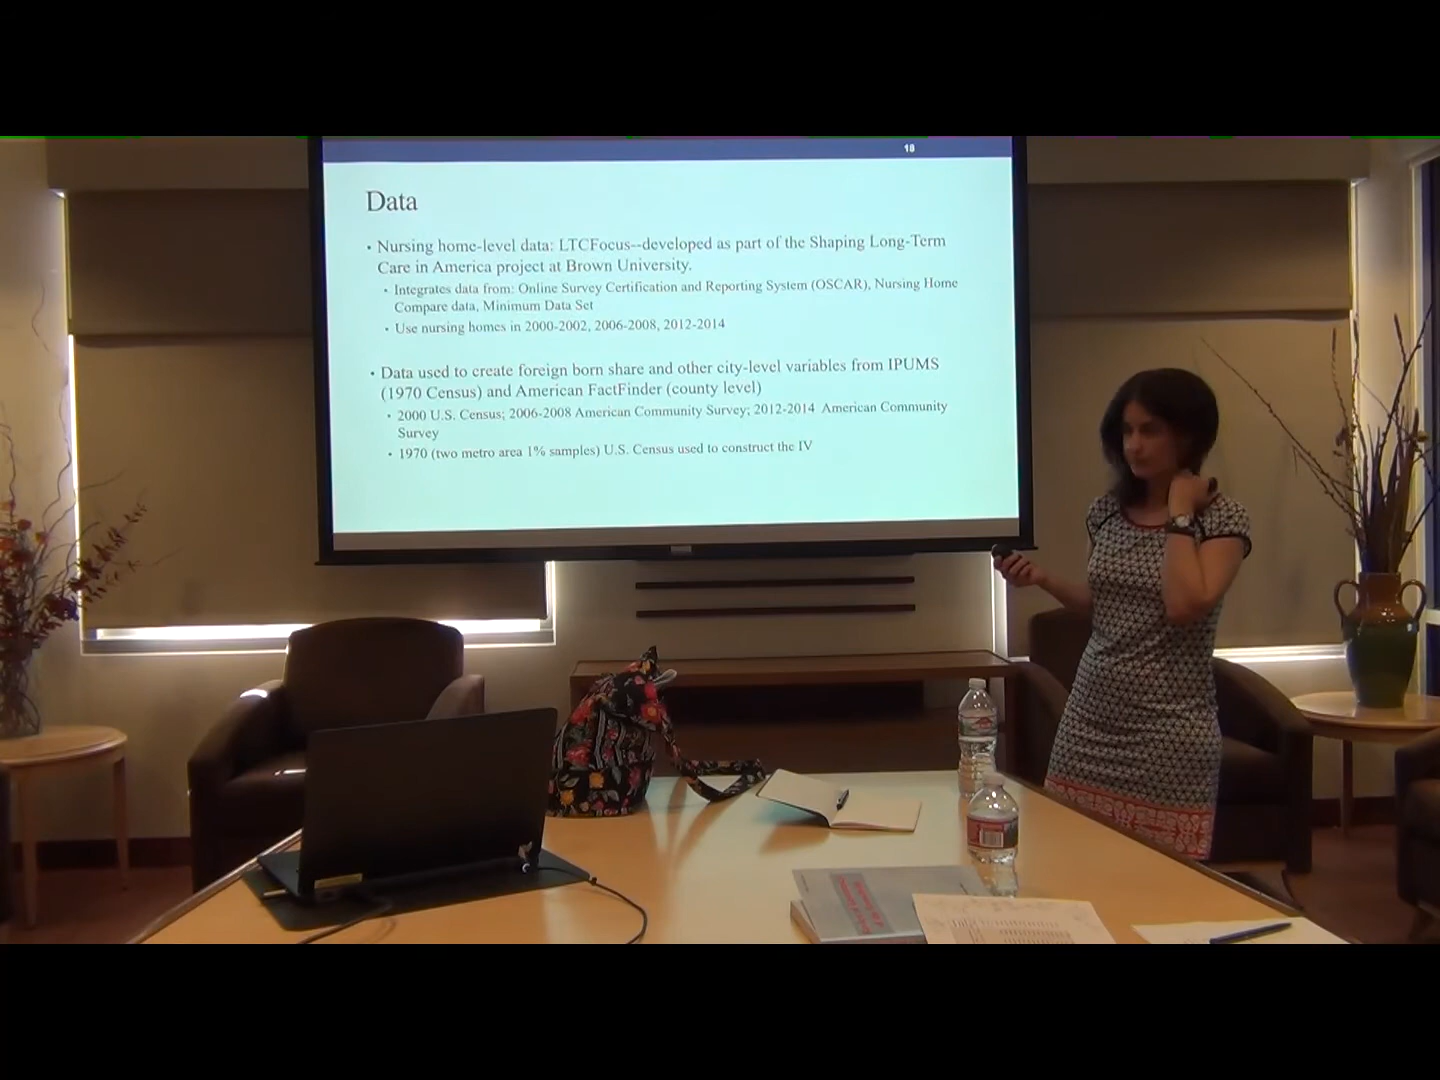 18
Data
• Nursing home-level data: LTCFocus--developed as part of the Shaping Long-Term
Care in America project at Brown University.
• Integrates data from: Online Survey Certification and Reporting System (OSCAR), Nursing Home
Compare data, Minimum Data Set
• Use nursing homes in 2000-2002, 2006-2008, 2012-2014
• Data used to create foreign born share and other city-level variables from IPUMS
(1970 Census) and American FactFinder (county level)
• 2000 U.S. Census; 2006-2008 American Community Survey; 2012-2014 American Community
Survey
• 1970 (two metro area 1% samples) U.S. Census used to construct the IV